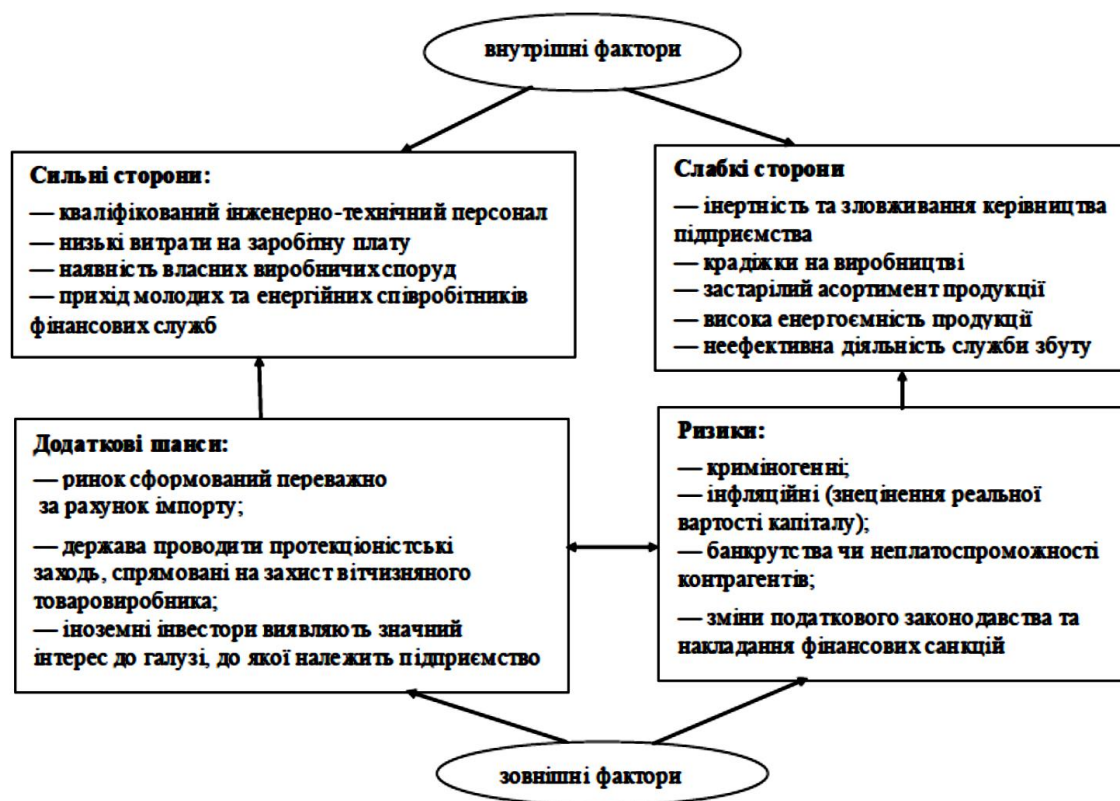 внутрішні фактори
Сильні сторони:
— кваліфікований інженерно-технічний персонал
— низькі витрати на заробітну плату
— наявність власних виробничих споруд
— прихід молодих та енергійних співробітників
фінансових служб
Слабкі сторони
— інертність та зловживання керівництва
підприємства
— крадіжки на виробництві
— застарілий асортимент продукції
— висока енергоємність продукції
— неефективна діяльність служби збуту
Додаткові шанси:
— ринок сформований переважно
за рахунок імпорту;
— держава проводити протекціоністські
заходь, спрямовані на захист вітчизняного
товаровиробника;
— іноземні інвестори виявляють значний
інтерес до галузі, до якої належить підприємство
Ризики:
— криміногенні;
— інфляційні (знецінення реальної
вартості капіталу);
— банкрутства чи неплатоспроможності
контрагентів;
— зміни податкового законодавства та
накладання фінансових санкцій
зовнішні фактори